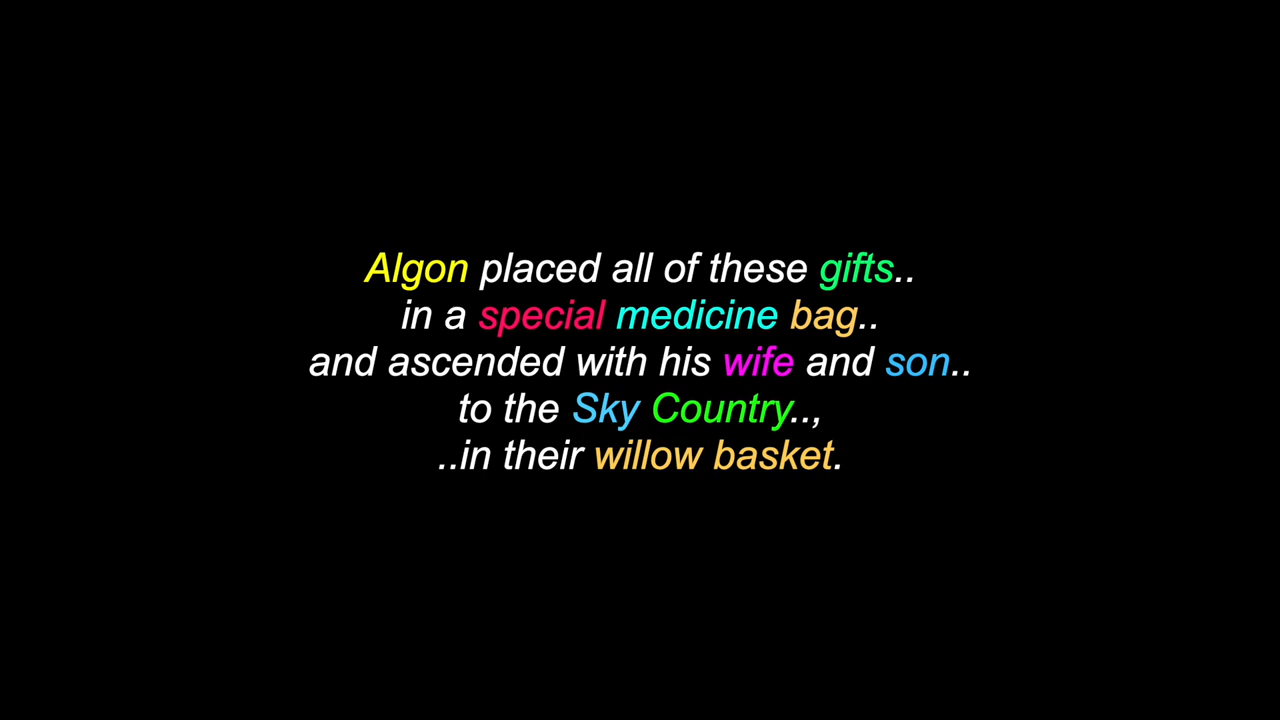 Algon placed all of these gifts..
in a special medicine bag..
and ascended with his wife and son..
to the Sky Country..,
..in their willow basket.